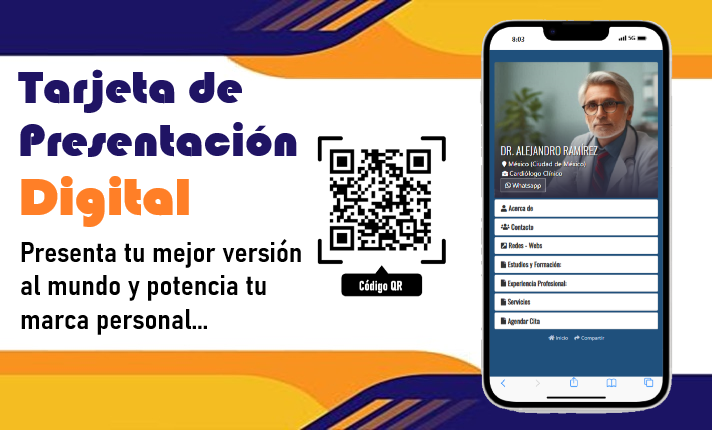 Tarjeta de
Presentación
Digital
Presenta tu mejor versión
al mundo y potencia tu
marca personal...
Código QR
8:03
5G
DR. ALEJANDRO RAMÍREZ
México (Ciudad de México)
Cardiólogo Clínico
Whatsapp
Acerca de
Contacto
Redes - Webs
Estudios y Formación:
Experiencia Profesional:
Servicios
Agendar Cita
Inicio Compartir